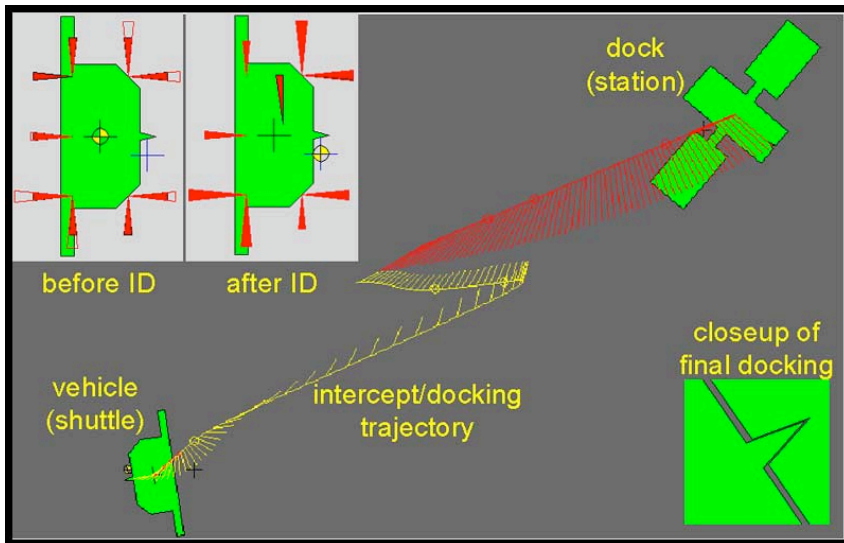 dock
(station)
before ID
after ID
closeup of
final docking
vehicle
(shuttle)
intercept/docking
trajectory